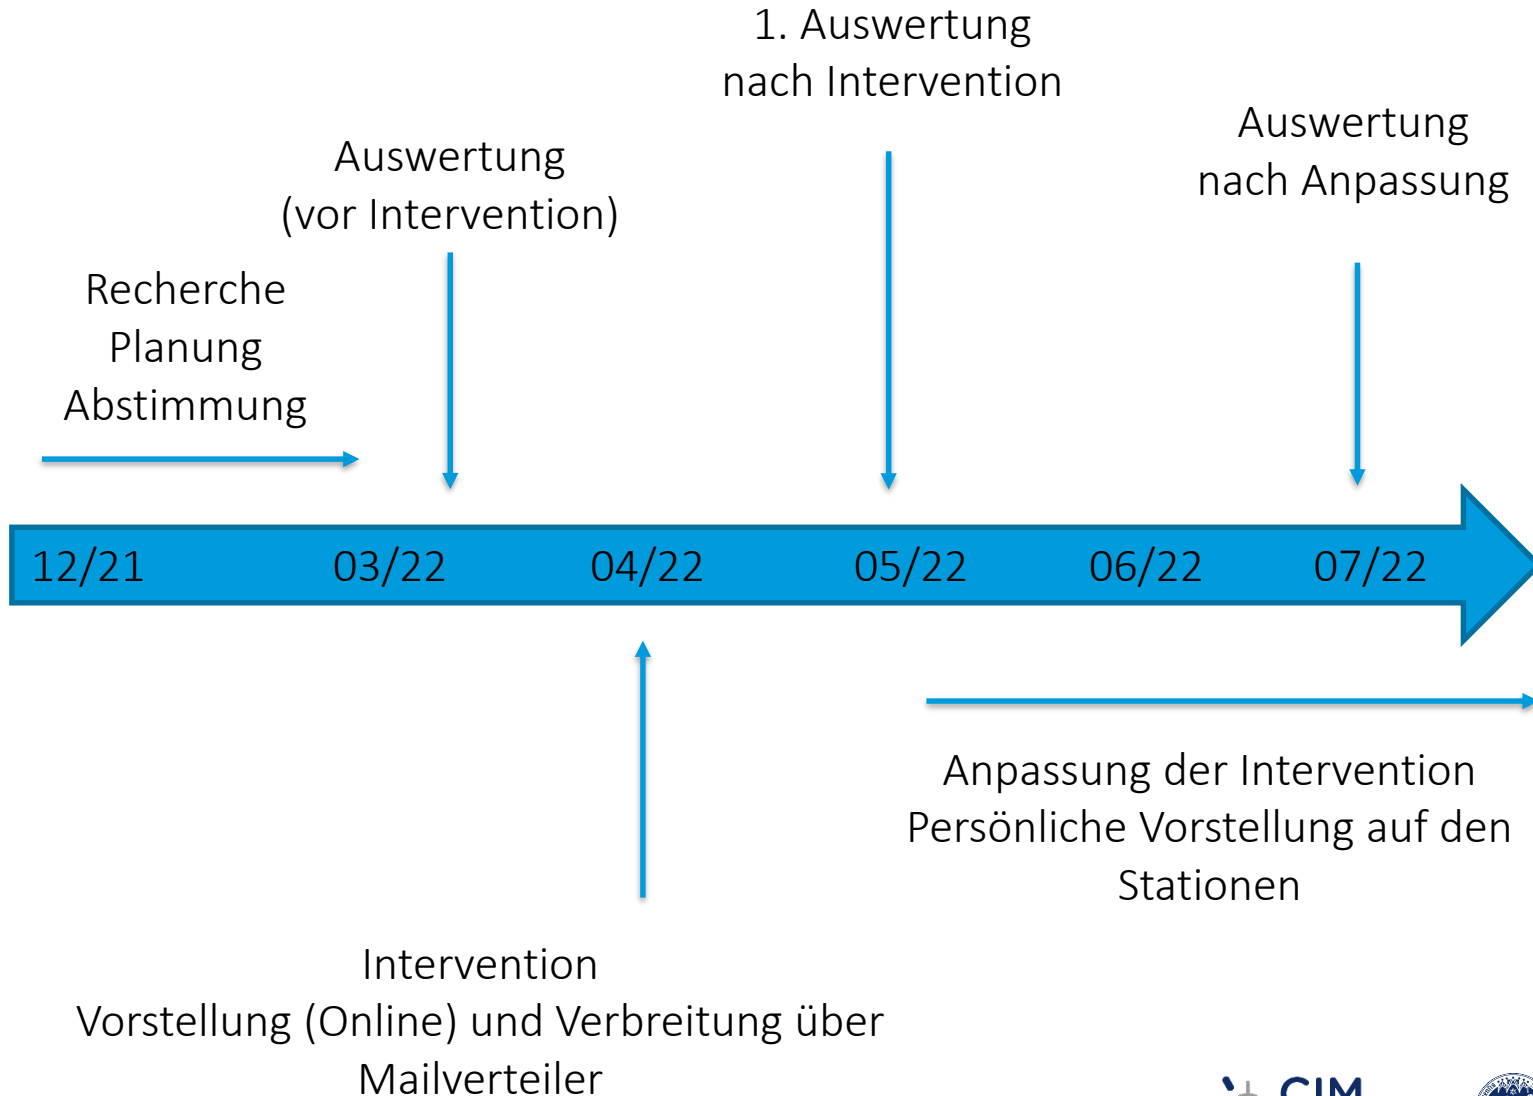 1. Auswertung
nach Intervention
Auswertung
nach Anpassung
Auswertung
(vor Intervention)
Recherche
Planung
Abstimmung
12/21
03/22
04/22
05/22
06/22
07/22
Anpassung der Intervention
Persönliche Vorstellung auf den
Stationen
Intervention
Vorstellung (Online) und Verbreitung über
Mailverteiler
CIM